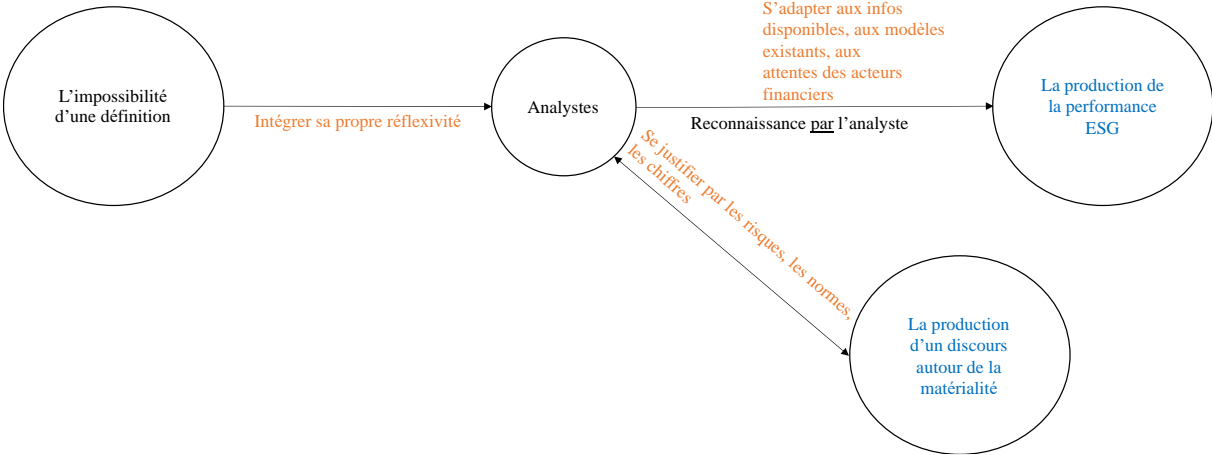 L’impossibilité
d’une définition
Intégrer sa propre réflexivité
Analystes
S’adapter aux infos
disponibles, aux modèles
existants, aux
attentes des acteurs
financiers
Reconnaissance par l’analyste
La production de
la performance
ESG
Se justifier par les risques, les normes,
les chiffres
La production
d’un discours
autour de la
matérialité